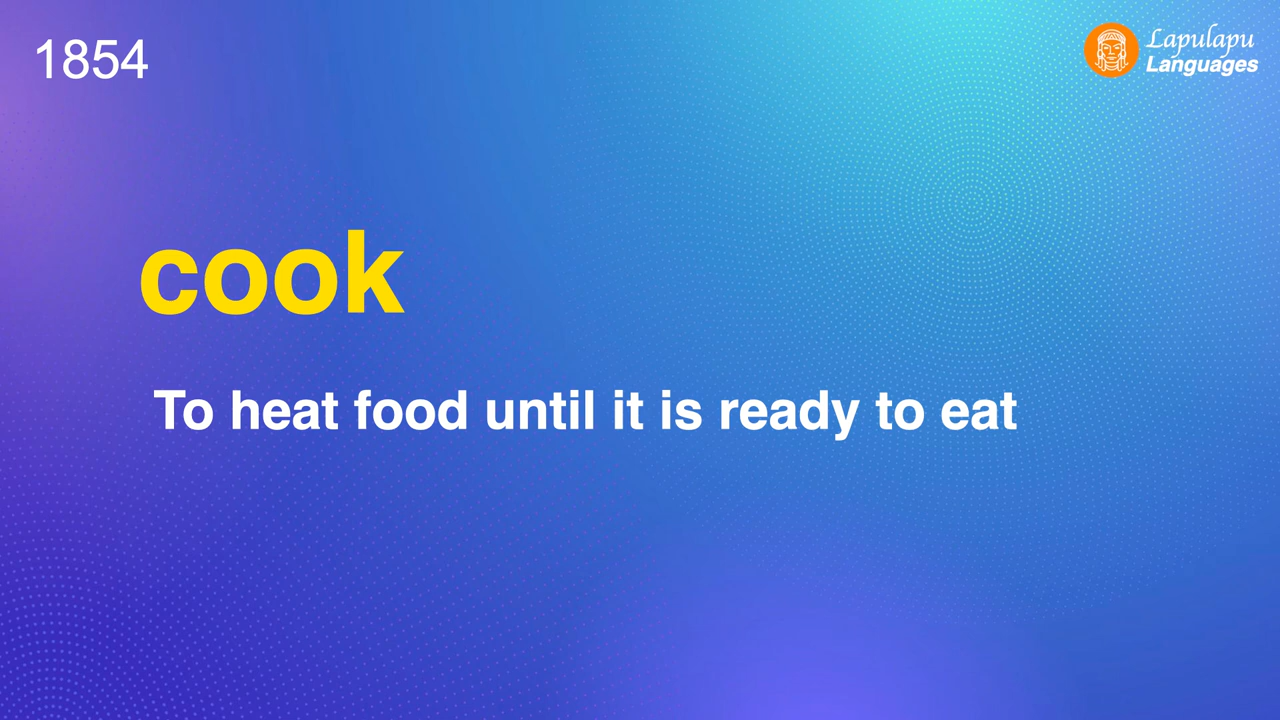 1854
Lapulapu
Languages
cook
To heat food until it is ready to eat